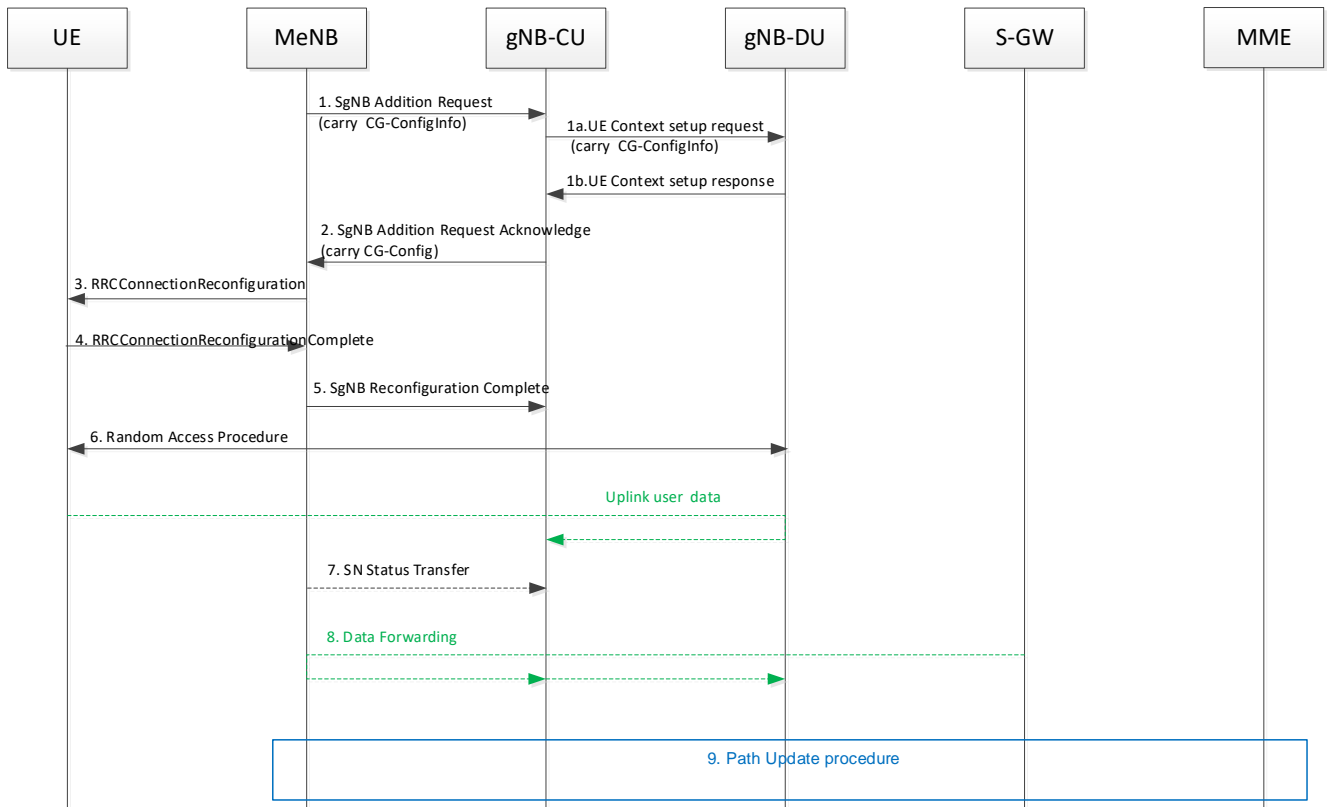 UE
MeNB
gNB-CU
gNB-DU
S-GW
MME
1. SgNB Addition Request
(carry CG-ConfigInfo)
1a.UE Context setup request
(carry CG-ConfigInfo)
1b.UE Context setup response
2. SgNB Addition Request Acknowledge
(carry CG-Config)
3. RRCConnectionReconfiguration
4. RRCConnectionReconfigurationComplete
5. SgNB Reconfiguration Complete
6. Random Access Procedure
Uplink user data
7. SN Status Transfer
8. Data Forwarding
9. Path Update procedure